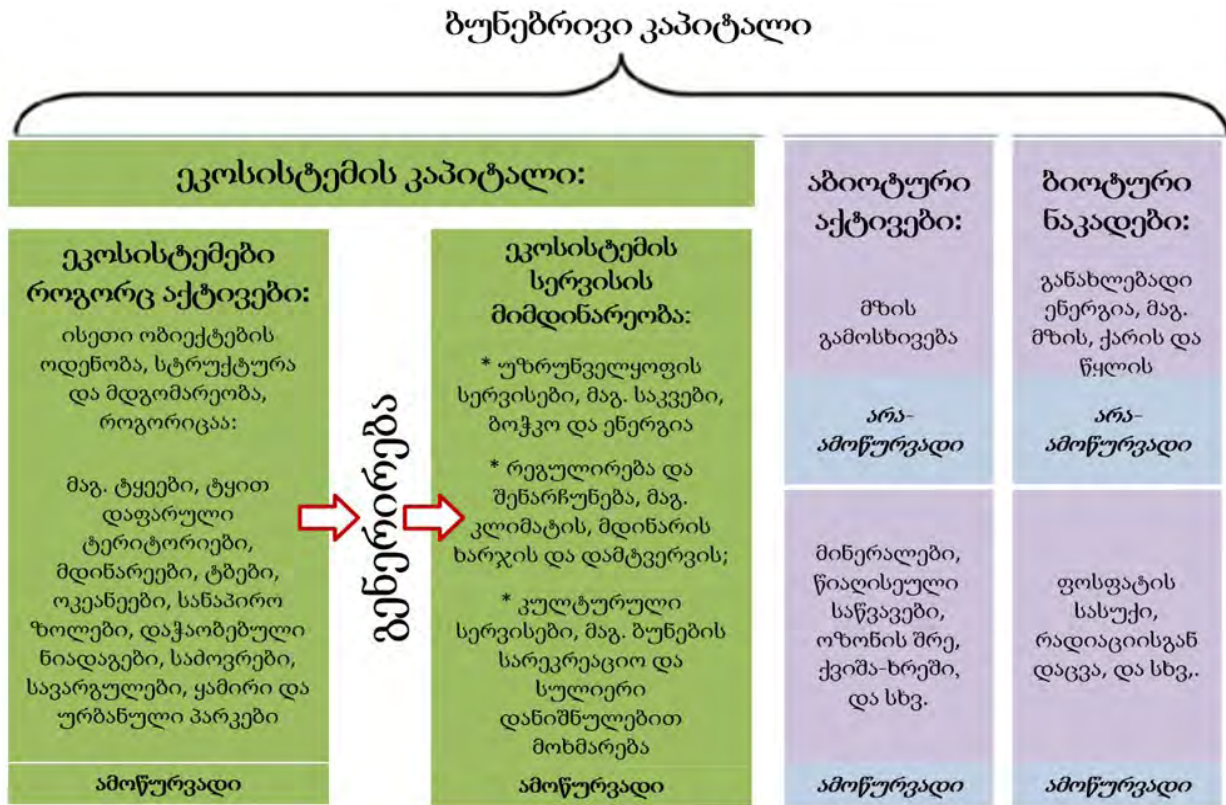 ბუნებრივი კაპიტალი
ეკოსისტემის კაპიტალი:
ეკოსისტემები
როგორც აქტივები:
ისეთი ობიექტების
ოდენობა, სტრუქტურა
და მდგომარეობა,
როგორიცაა:
მაგ. ტყეები, ტყით
დაფარული
ტერიტორიები,
მდინარეები, ტბები,
ოკეანეები, სანაპირო
ზოლები, დაჭაობებული
ნიადაგები, საძოვრები,
სავარგულები, ყამირი და
ურბანული პარკები
ამოწურვადი
გენერირება
ეკოსისტემის
სერვისის
მიმდინარეობა:
* უზრუნველყოფის
სერვისები, მაგ. საკვები,
ბოჭკო და ენერგია
* რეგულირება და
შენარჩუნება, მაგ.
კლიმატის, მდინარის
ხარჯის და დამტვერვის;
* კულტურული
სერვისები, მაგ. ბუნების
სარეკრეაციო და
სულიერი
დანიშნულებით
მოხმარება
ამოწურვადი
აბიოტური
აქტივები:
მზის
გამოსხივება
არა-
ამოწურვადი
მინერალები,
წიაღისეული
საწვავები,
ოზონის შრე,
ქვიშა-ხრეში,
და სხვ.
ამოწურვადი
ბიოტური
ნაკადები:
განახლებადი
ენერგია, მაგ.
მზის, ქარის და
წყლის
არა-
ამოწურვადი
ფოსფატის
სასუქი,
რადიაციისგან
დაცვა, და სხვ,.
ამოწურვადი